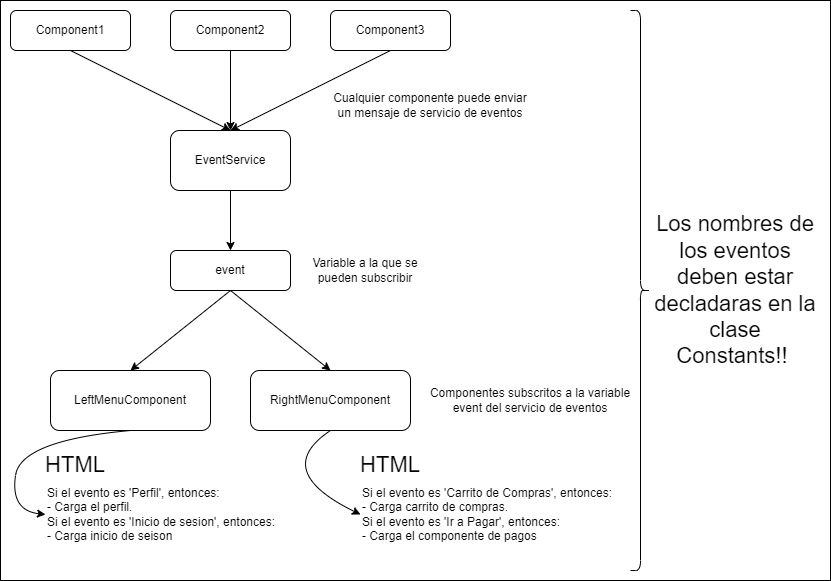 Component1
Component2
Component3
Cualquier componente puede enviar
un mensaje de servicio de eventos
EventService
event
Variable a la que se
pueden subscribir
LeftMenuComponent
RightMenuComponent
Componentes subscritos a la variable
event del servicio de eventos
HTML
Si el evento es 'Perfil', entonces:
- Carga el perfil.
Si el evento es 'Inicio de sesion', entonces:
- Carga inicio de seison
HTML
Si el evento es 'Carrito de Compras', entonces:
- Carga carrito de compras.
Si el evento es 'Ir a Pagar', entonces:
- Carga el componente de pagos
Los nombres de
los eventos
deben estar
decladaras en la
clase
Constants!!